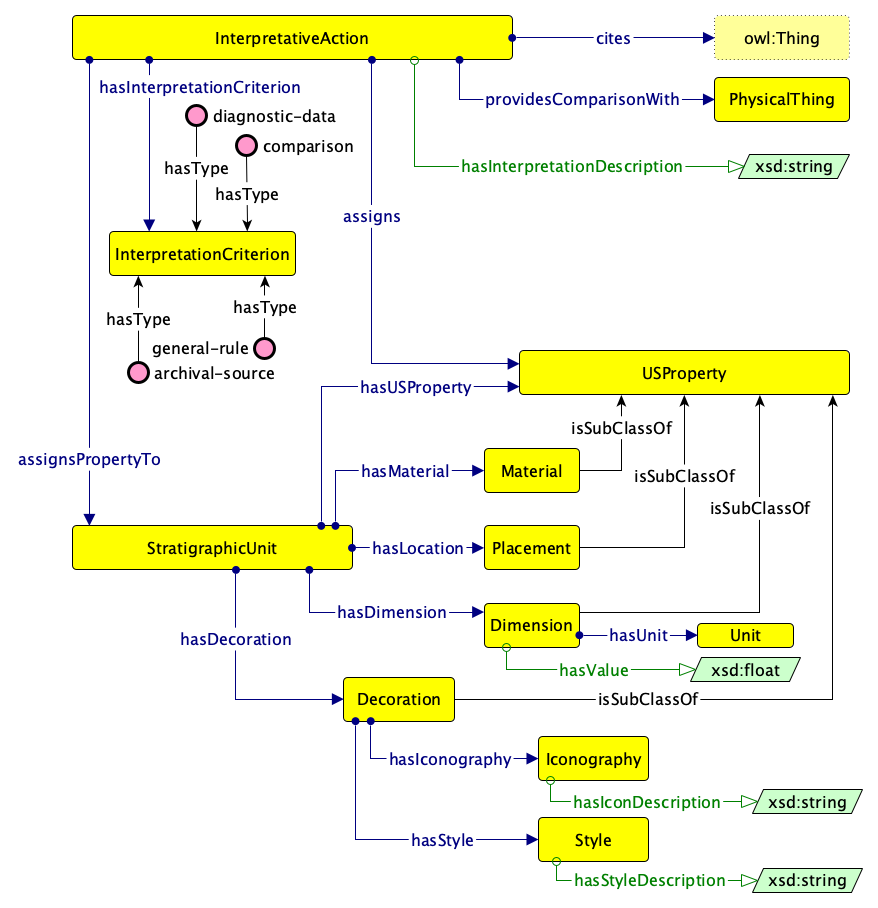 InterpretativeAction
cites
owl:Thing
hasInterpretationCriterion
providesComparisonWith
PhysicalThing
diagnostic-data
comparison
hasType
hasInterpretationDescription
xsd:string
hasType
assigns
InterpretationCriterion
hasType
hasType
general-rule
archival-source
USProperty
hasUSProperty
isSubClassOf
assignsPropertyTo
hasMaterial
Material
isSubClassOf
isSubClassOf
StratigraphicUnit
hasLocation
Placement
hasDimension
Dimension
hasDecoration
hasUnit
Unit
hasValue
xsd:float
Decoration
isSubClassOf
hasIconography
Iconography
hasIconDescription
xsd:string
hasStyle
Style
hasStyleDescription
xsd:string